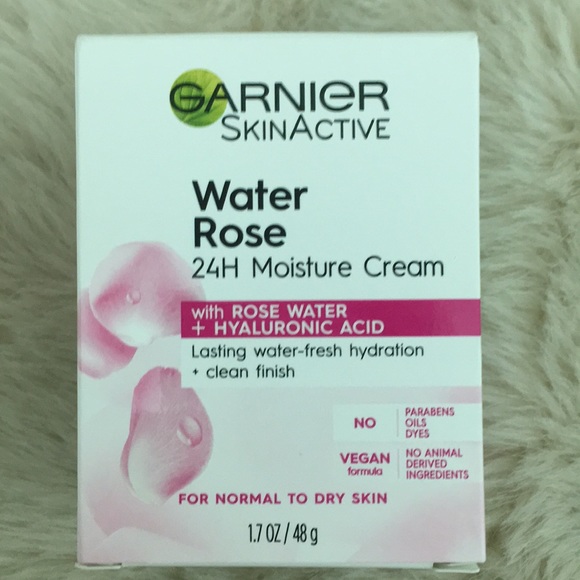 GARNIER
SKINACTIVE
Water
Rose
24H Moisture Cream
with ROSE WATER
+ HYALURONIC ACID
Lasting water-fresh hydration
+ clean finish
NO
PARABENS
OILS
DYES
VEGAN
formula
NO ANIMAL
DERIVED
INGREDIENTS
FOR NORMAL TO DRY SKIN
1.7 OZ / 48 g